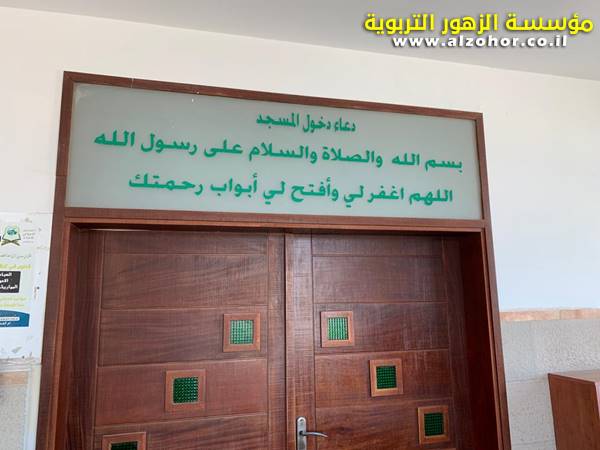 مؤسسة الزهور التربوية
www.alzohor.co.il
دعاء دخول المسجد
بسم الله والصلاة والسلام على رسول الله
اللهم اغفر لي وأفتح لي أبواب رحمتك